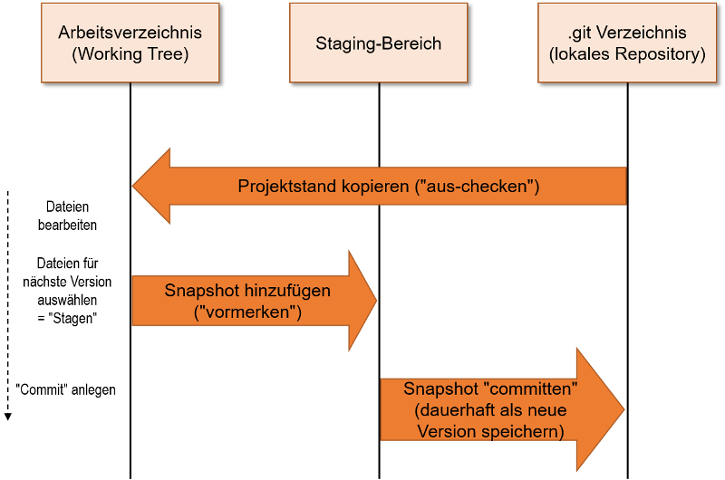 Arbeitsverzeichnis
(Working Tree)
Staging-Bereich
.git Verzeichnis
(lokales Repository)
Projektstand kopieren ("aus-checken")
Dateien
bearbeiten
Dateien für
nächste Version
auswählen
= "Stagen"
Snapshot hinzufügen
("vormerken")
"Commit" anlegen
Snapshot "committen"
(dauerhaft als neue
Version speichern)